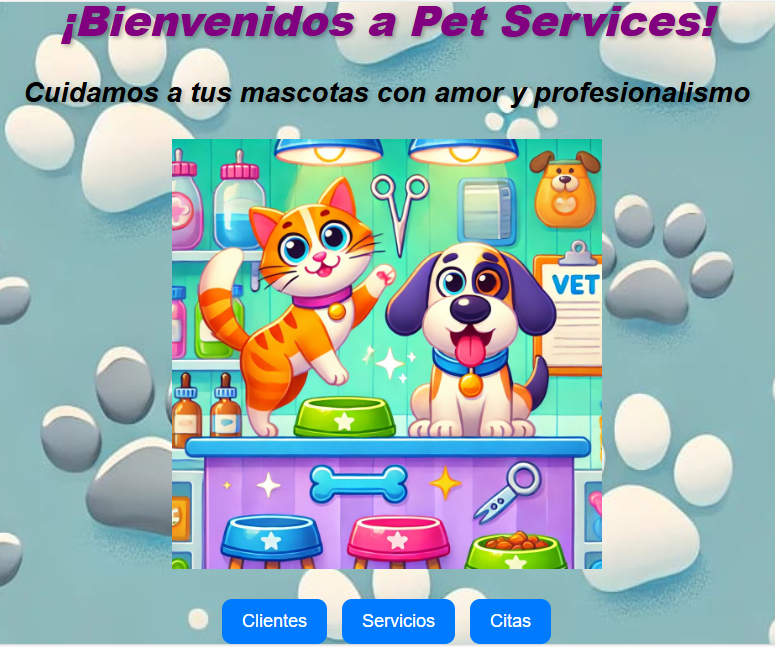 ¡Bienvenidos a Pet Services!
Cuidamos a tus mascotas con amor y profesionalismo
VET
Clientes
Servicios
Citas